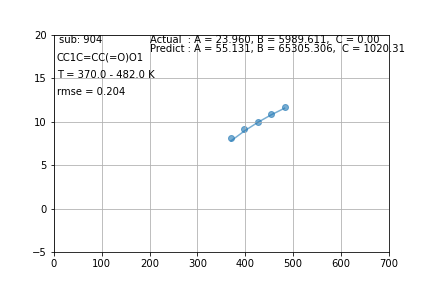 sub: 904
Actual : A = 23.960, B = 5989.611, C = 0.00
Predict : A = 55.131, B = 65305.306, C = 1020.31
CC1C=CC(=O)O1
T = 370.0 - 482.0 K
rmse = 0.204
20
15
10
5
0
−5
0 100 200 300 400 500 600 700